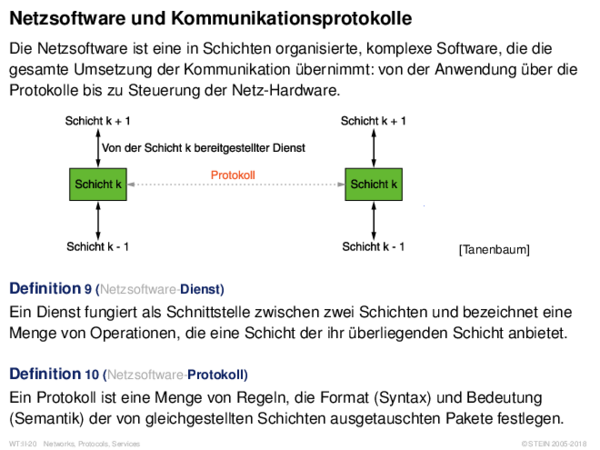 Netzsoftware und Kommunikationsprotokolle
Die Netzsoftware ist eine in Schichten organisierte, komplexe Software, die die
gesamte Umsetzung der Kommunikation übernimmt: von der Anwendung über die
Protokolle bis zu Steuerung der Netz-Hardware.
Schicht k + 1 Schicht k + 1
Von der Schicht k bereitgestellter Dienst
Schicht k Protokoll Schicht k
Schicht k - 1 Schicht k - 1
[Tanenbaum]
Definition 9 (Netzsoftware-Dienst)
Ein Dienst fungiert als Schnittstelle zwischen zwei Schichten und bezeichnet eine
Menge von Operationen, die eine Schicht der ihr überliegenden Schicht anbietet.
Definition 10 (Netzsoftware-Protokoll)
Ein Protokoll ist eine Menge von Regeln, die Format (Syntax) und Bedeutung
(Semantik) der von gleichgestellten Schichten ausgetauschten Pakete festlegen.
WT:II-20 Networks, Protocols, Services © STEIN 2005-2018